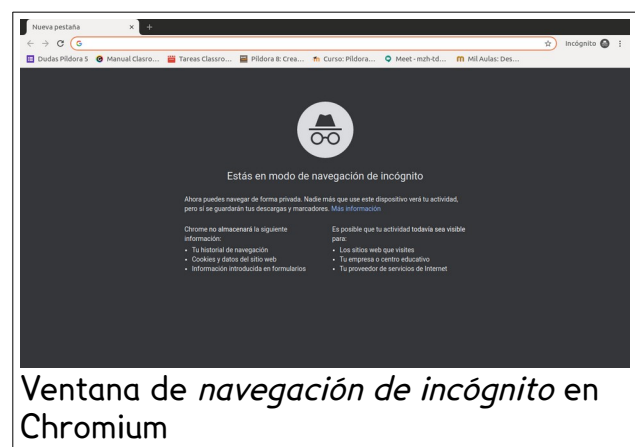 Nueva pestaña
Incógnito
Dudas Píldora 5 Manual Clasro... Tareas Classro... Píldora 8: Crea... Curso: Píldora... Meet - mzh-td... Mil Aulas: Des...
Estás en modo de navegación de incógnito
Ahora puedes navegar de forma privada. Nadie más que use este dispositivo verá tu actividad,
pero sí se guardarán tus descargas y marcadores. Más información
Chrome no almacenará la siguiente
información:
• Tu historial de navegación
• Cookies y datos del sitio web
• Información introducida en formularios
Es posible que tu actividad todavía sea visible
para:
• Los sitios web que visites
• Tu empresa o centro educativo
• Tu proveedor de servicios de Internet
Ventana de navegación de incógnito en
Chromium